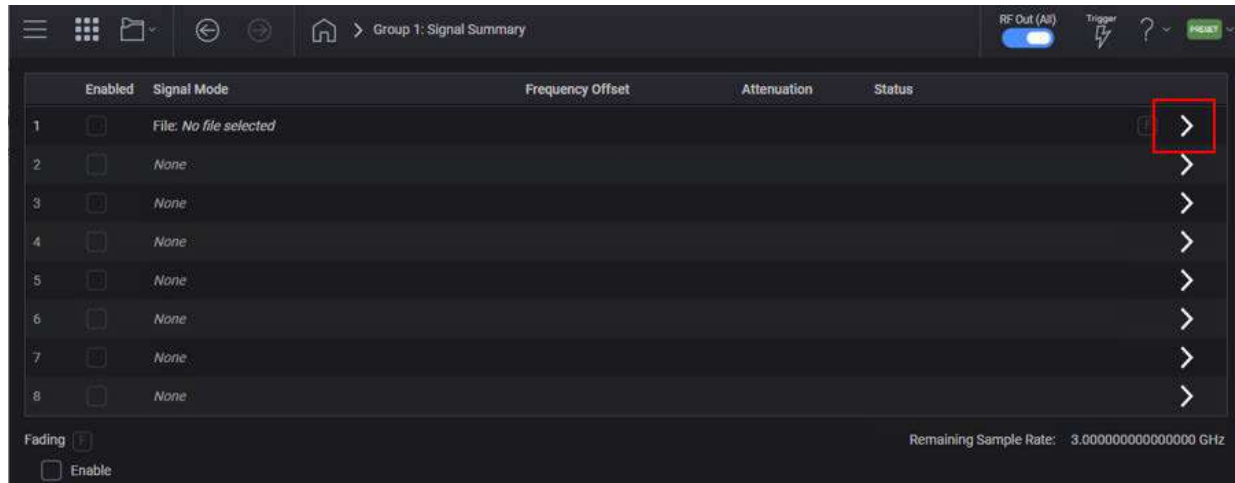 RF Out (All) Trigger ? PRESET
Group 1: Signal Summary
Enabled Signal Mode Frequency Offset Attenuation Status
1 File: No file selected F
2 None
3 None
4 None
5 None
6 None
7 None
8 None
Fading F Remaining Sample Rate: 3.000000000000000 GHz
Enable